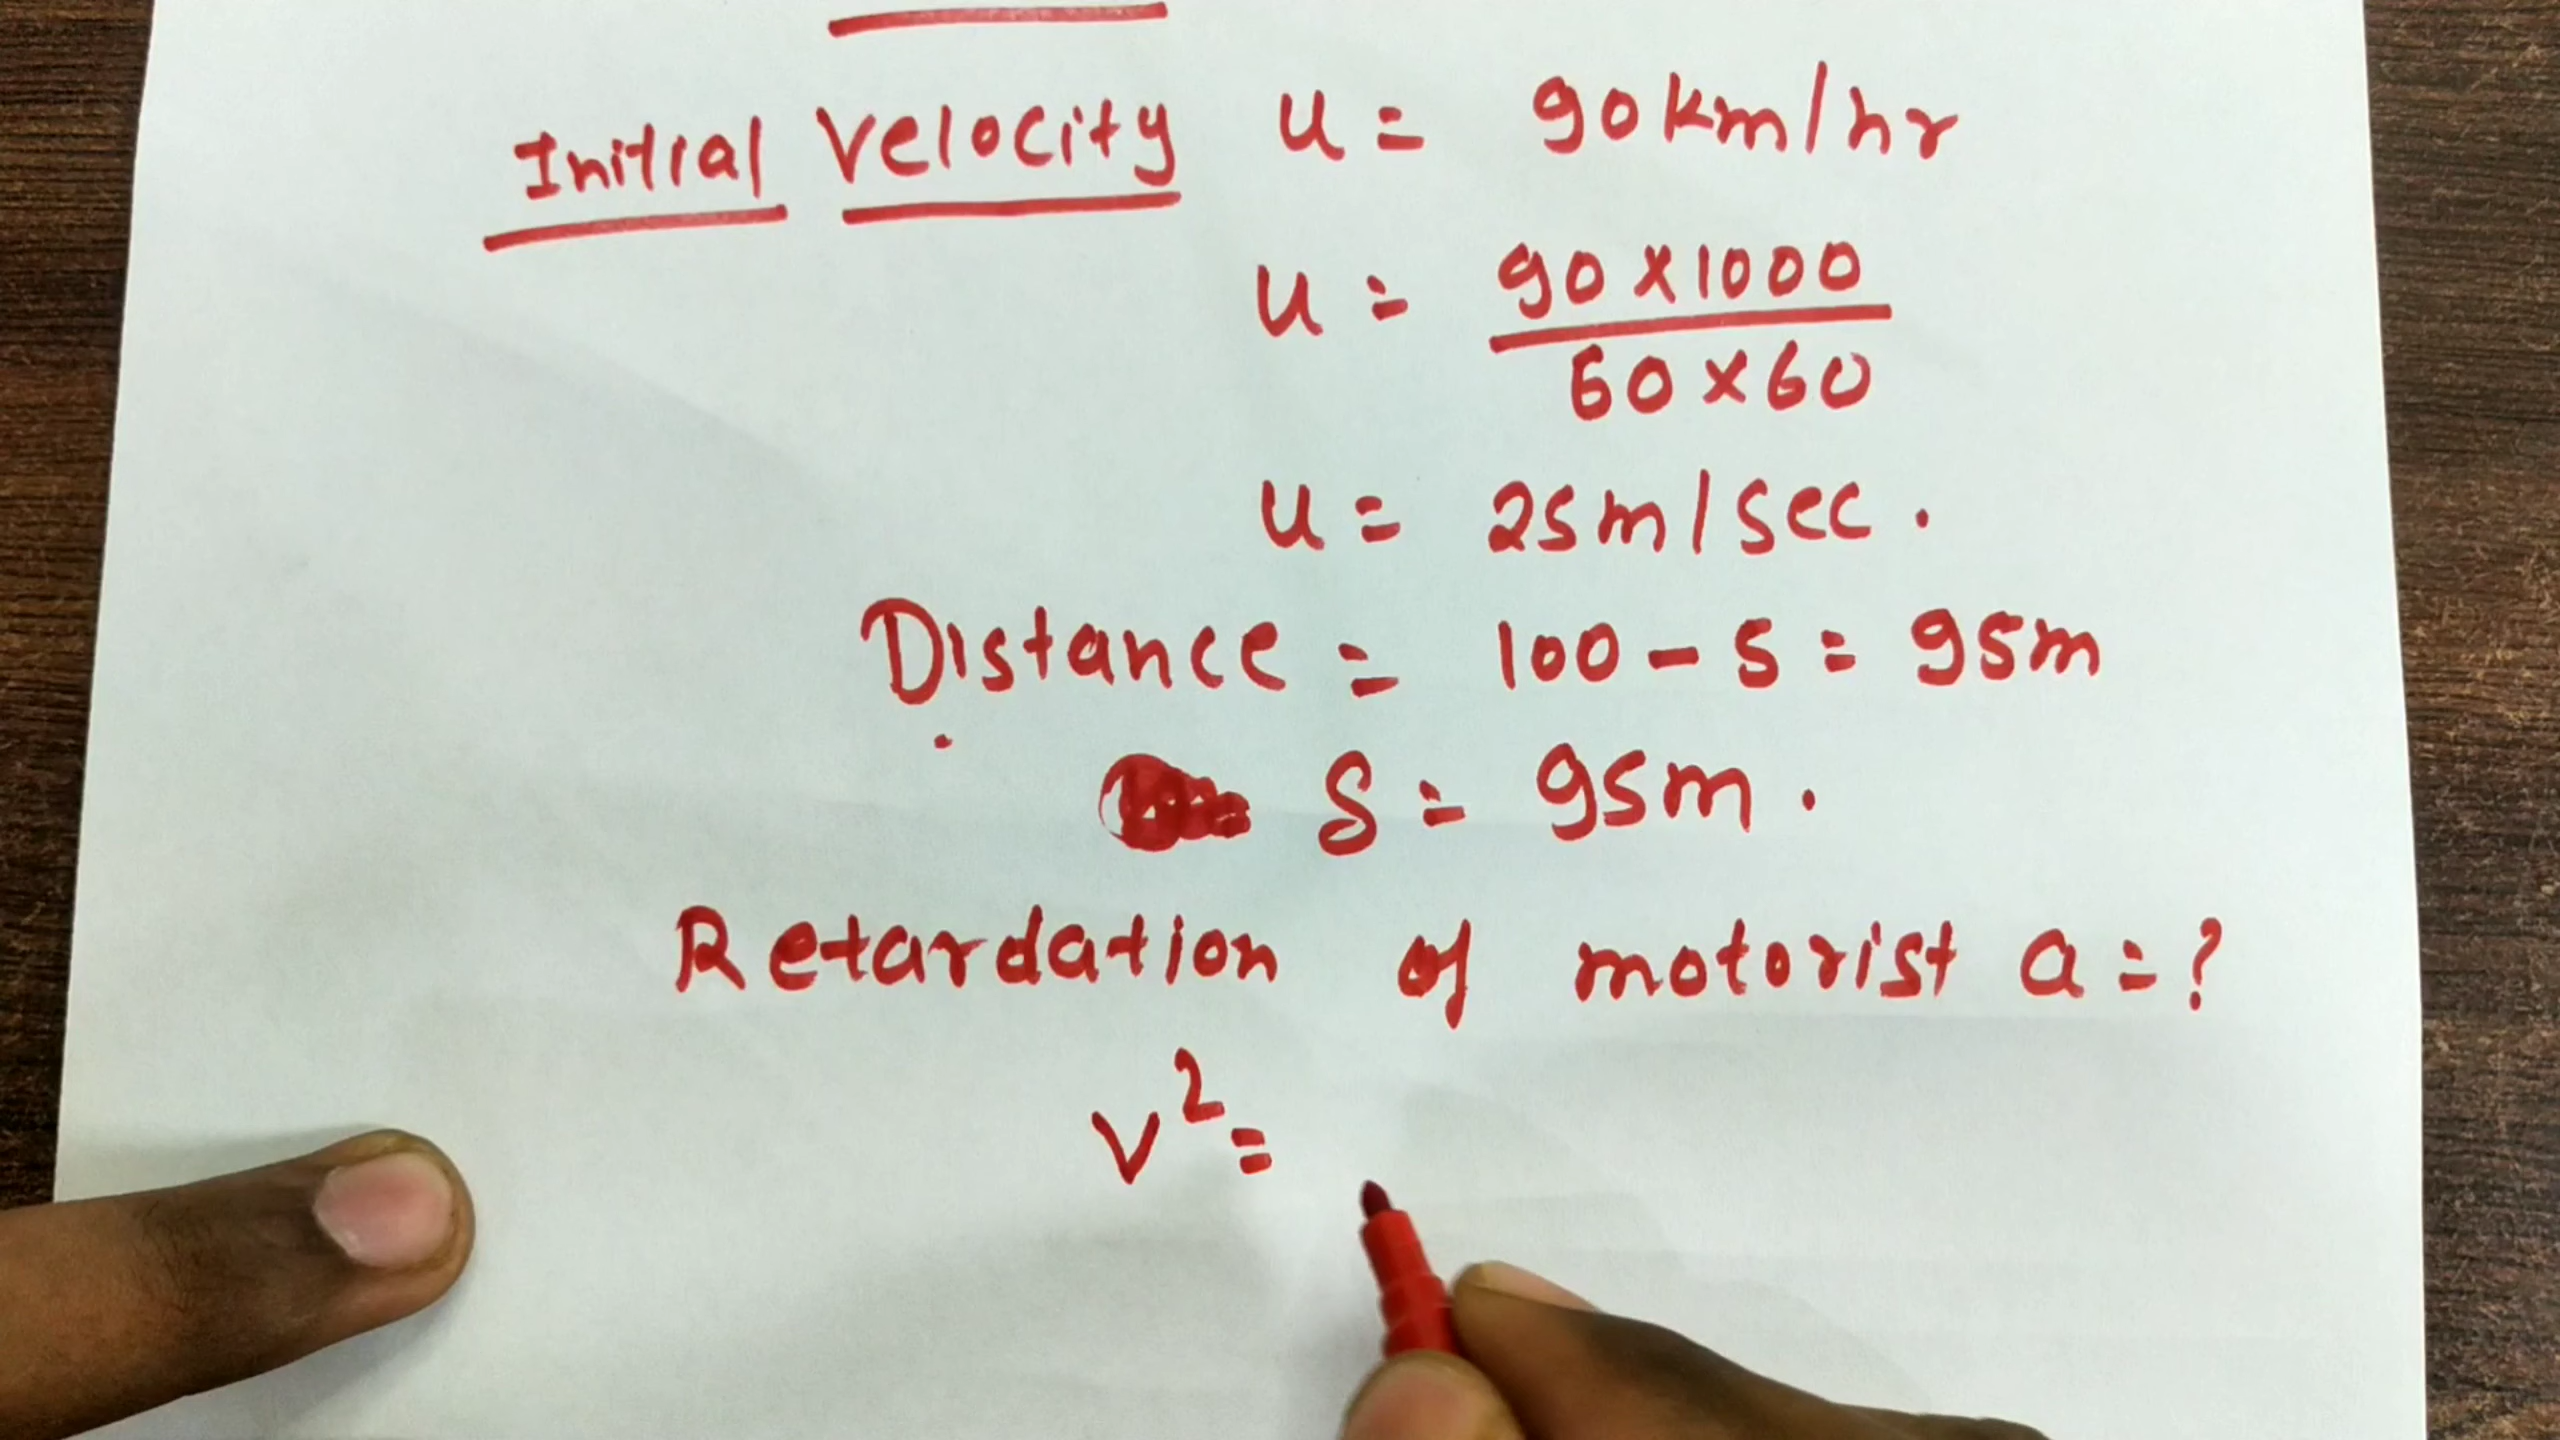 Initial Velocity u = 90km/hr
u = 90 x 1000
60 x 60
u = 25m/sec.
Distance = 100 - 5 = 95m
S = 95m.
Retardation of motorist a = ?
v² =